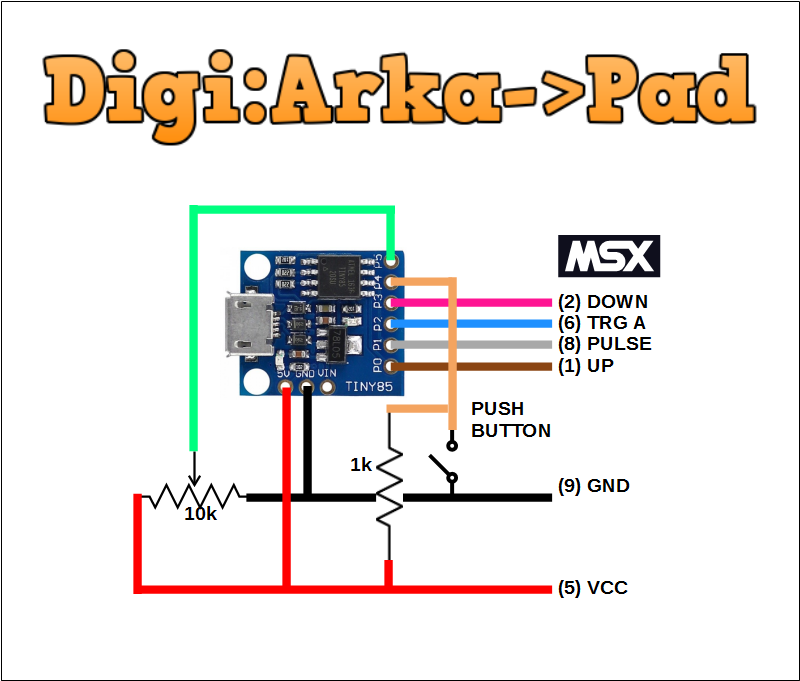 Digi:Arka->Pad
MSX
P5
P4
P3
P2
P1
P0
(2) DOWN
(6) TRG A
(8) PULSE
(1) UP
5V GND VIN
TINY85
PUSH
BUTTON
1k
(9) GND
10k
(5) VCC